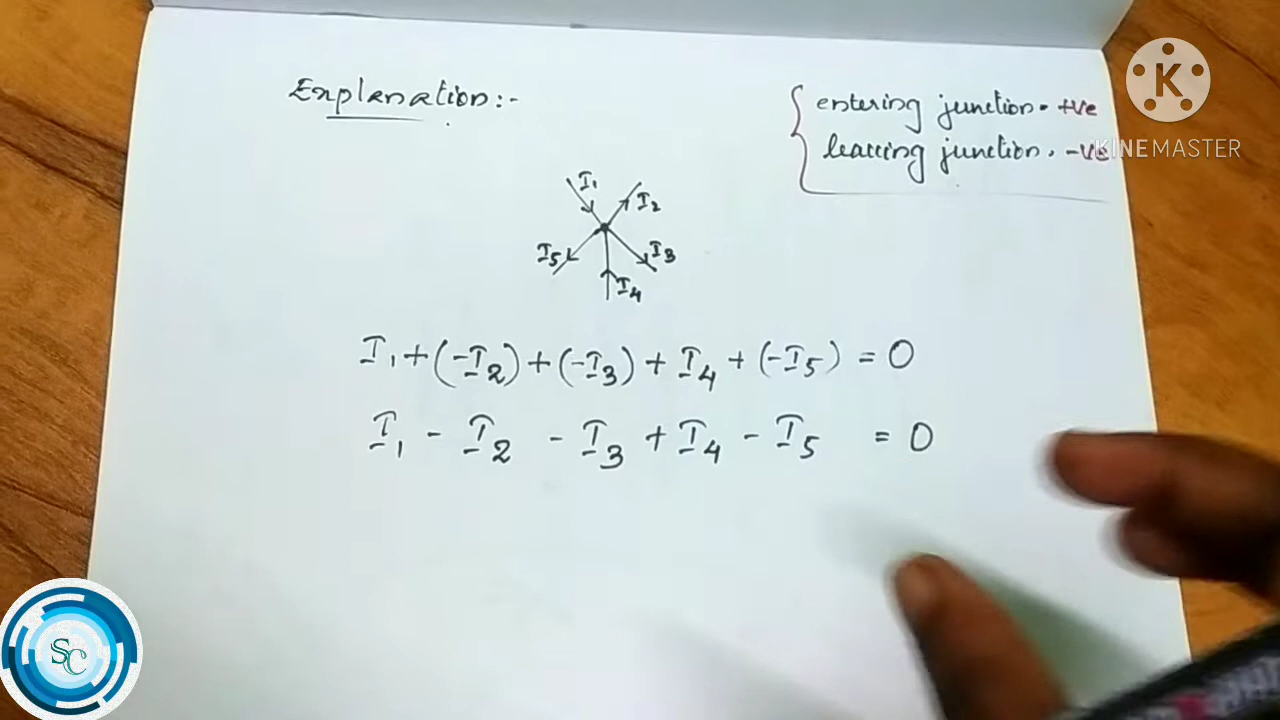 Explanation:-
entering junction - +ve
leaving junction - -ve
K
KINEMASTER
I₁
I₂
I₅
I₃
I₄
I₁ + (-I₂) + (-I₃) + I₄ + (-I₅) = 0
I₁ - I₂ - I₃ + I₄ - I₅ = 0
SC